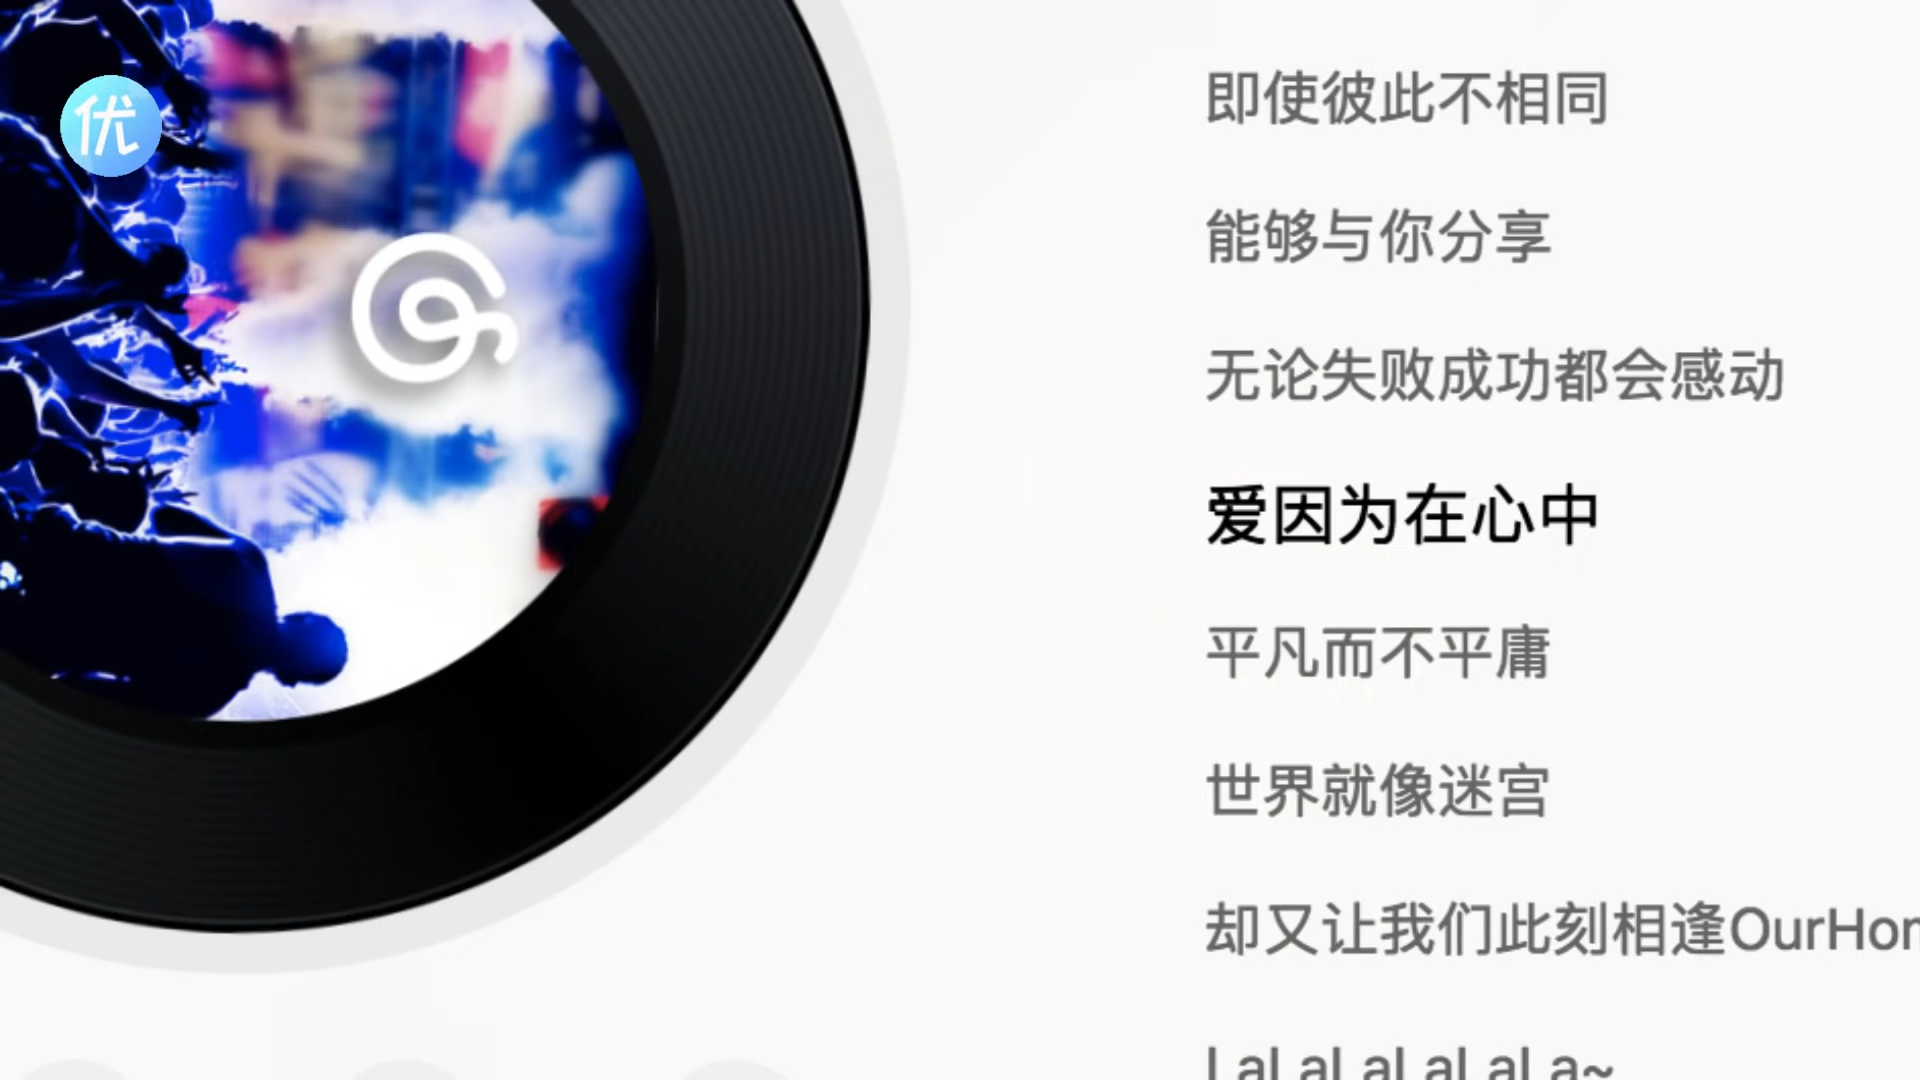 优
即使彼此不相同
能够与你分享
无论失败成功都会感动
爱因为在心中
平凡而不平庸
世界就像迷宫
却又让我们此刻相逢OurHom
LaLaLaLaLaLa~